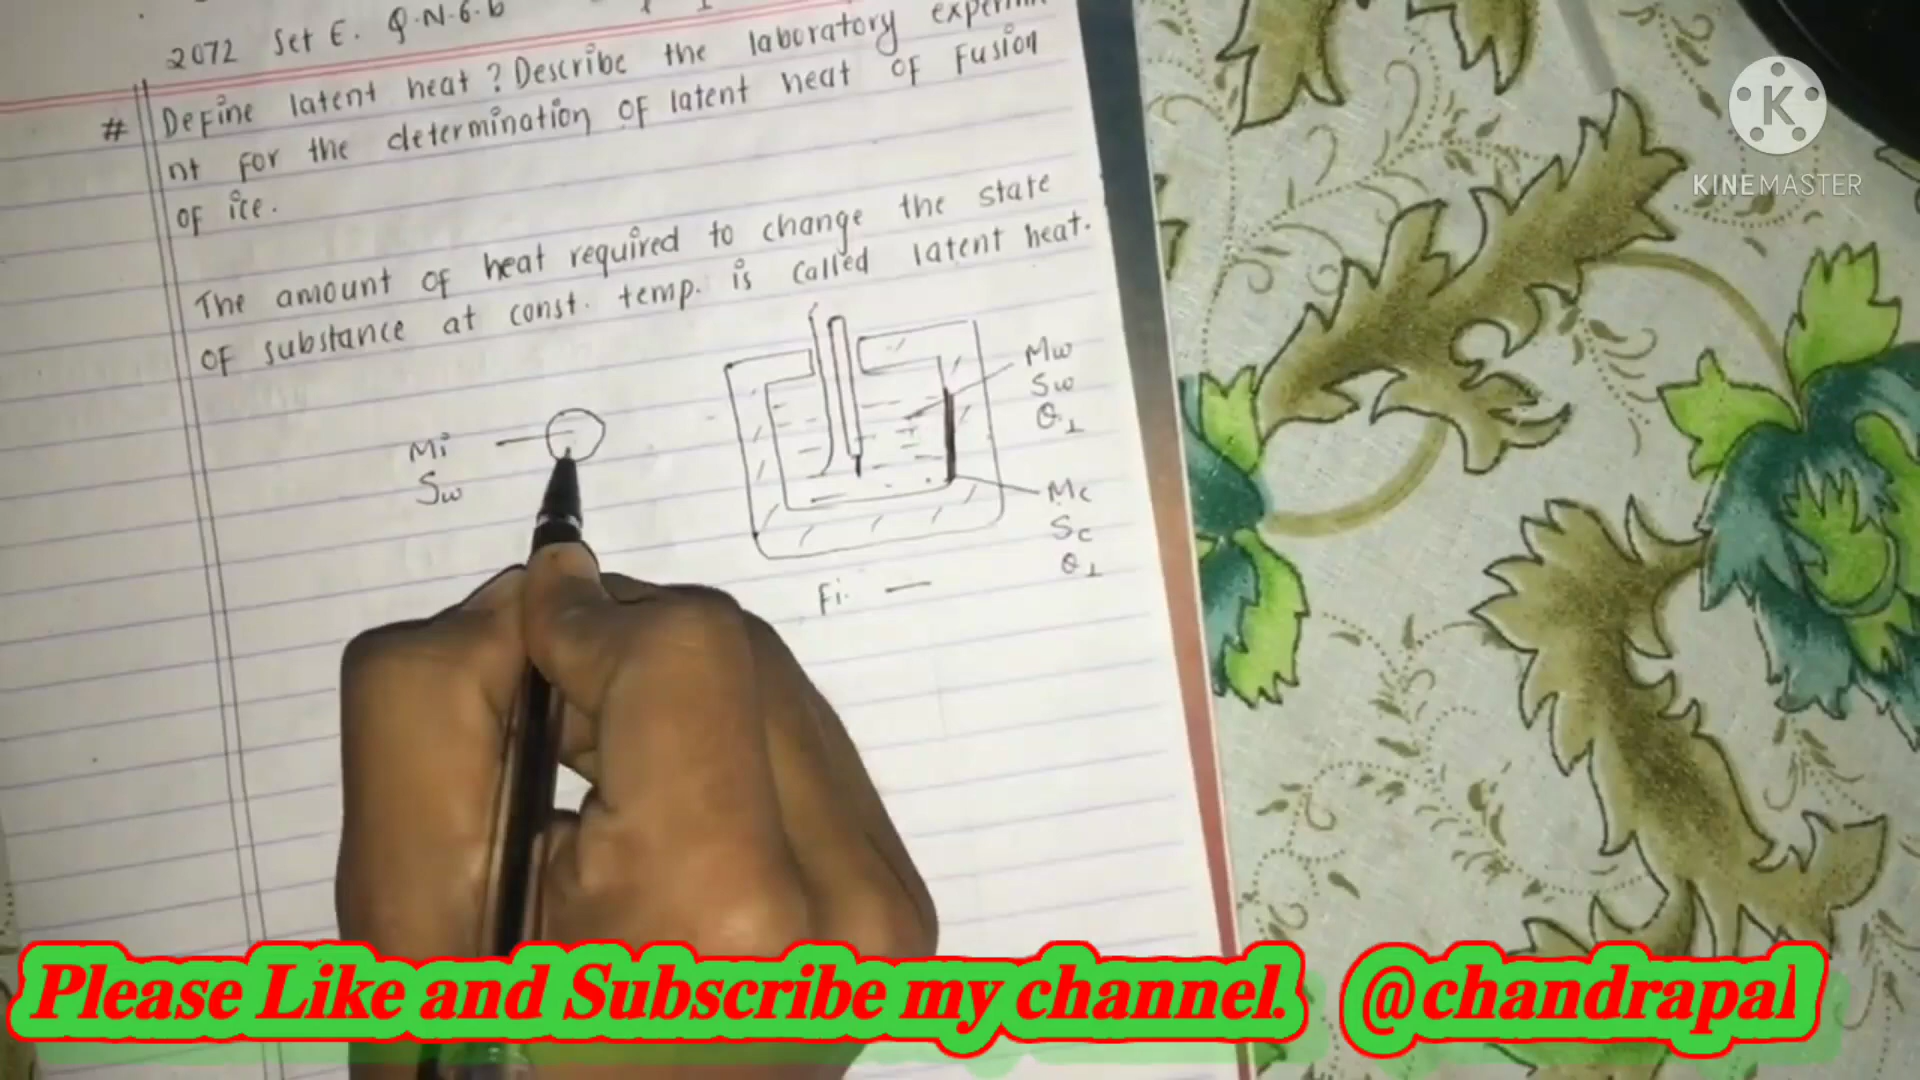 2072 Set E. Q.N.6.b
# Define latent heat? Describe the laboratory experim
nt for the determination of latent heat of fusion
of ice.
The amount of heat required to change the state
of substance at const. temp. is called latent heat.
Mi
Sw
Mw
Sw
θ1
Mc
Sc
θ1
Fi. —
K
KINEMASTER
Please Like and Subscribe my channel. @chandrapal